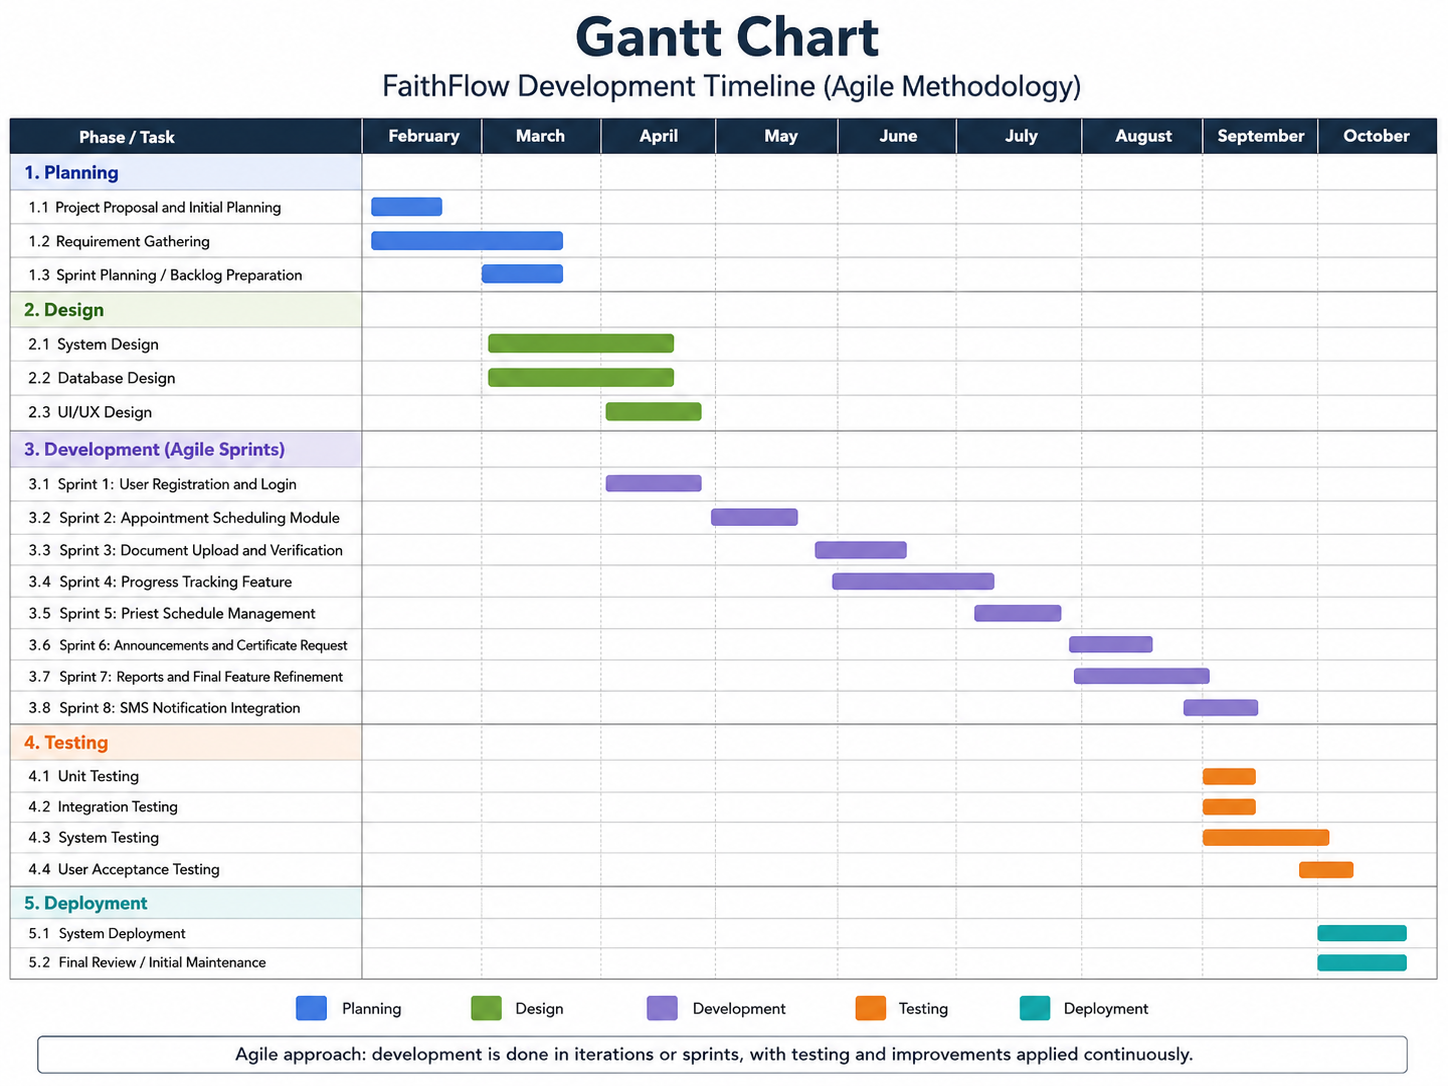 Gantt Chart
FaithFlow Development Timeline (Agile Methodology)
Phase / Task February March April May June July August September October
1. Planning
1.1 Project Proposal and Initial Planning
1.2 Requirement Gathering
1.3 Sprint Planning / Backlog Preparation
2. Design
2.1 System Design
2.2 Database Design
2.3 UI/UX Design
3. Development (Agile Sprints)
3.1 Sprint 1: User Registration and Login
3.2 Sprint 2: Appointment Scheduling Module
3.3 Sprint 3: Document Upload and Verification
3.4 Sprint 4: Progress Tracking Feature
3.5 Sprint 5: Priest Schedule Management
3.6 Sprint 6: Announcements and Certificate Request
3.7 Sprint 7: Reports and Final Feature Refinement
3.8 Sprint 8: SMS Notification Integration
4. Testing
4.1 Unit Testing
4.2 Integration Testing
4.3 System Testing
4.4 User Acceptance Testing
5. Deployment
5.1 System Deployment
5.2 Final Review / Initial Maintenance
Planning Design Development Testing Deployment
Agile approach: development is done in iterations or sprints, with testing and improvements applied continuously.